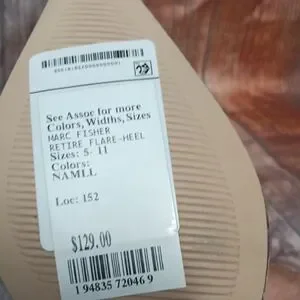 See Assoc for more
Colors, Widths, Sizes
MARC FISHER
RETIRE FLARE-HEEL
Sizes: 5- 11
Colors:
NAMLL
Loc: 152
$129.00
1 94835 72046 9